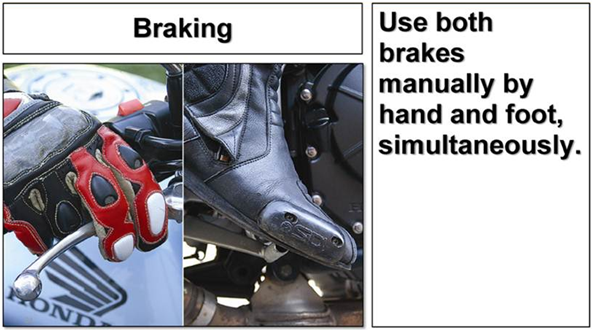 Braking
Use both
brakes
manually by
hand and foot,
simultaneously.
HONDA